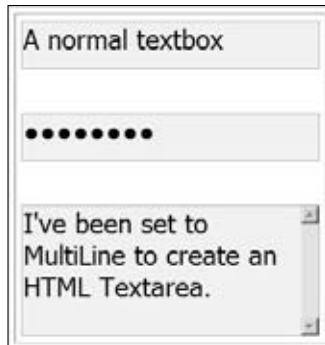 A normal textbox
••••••••
I've been set to
MultiLine to create an
HTML Textarea.